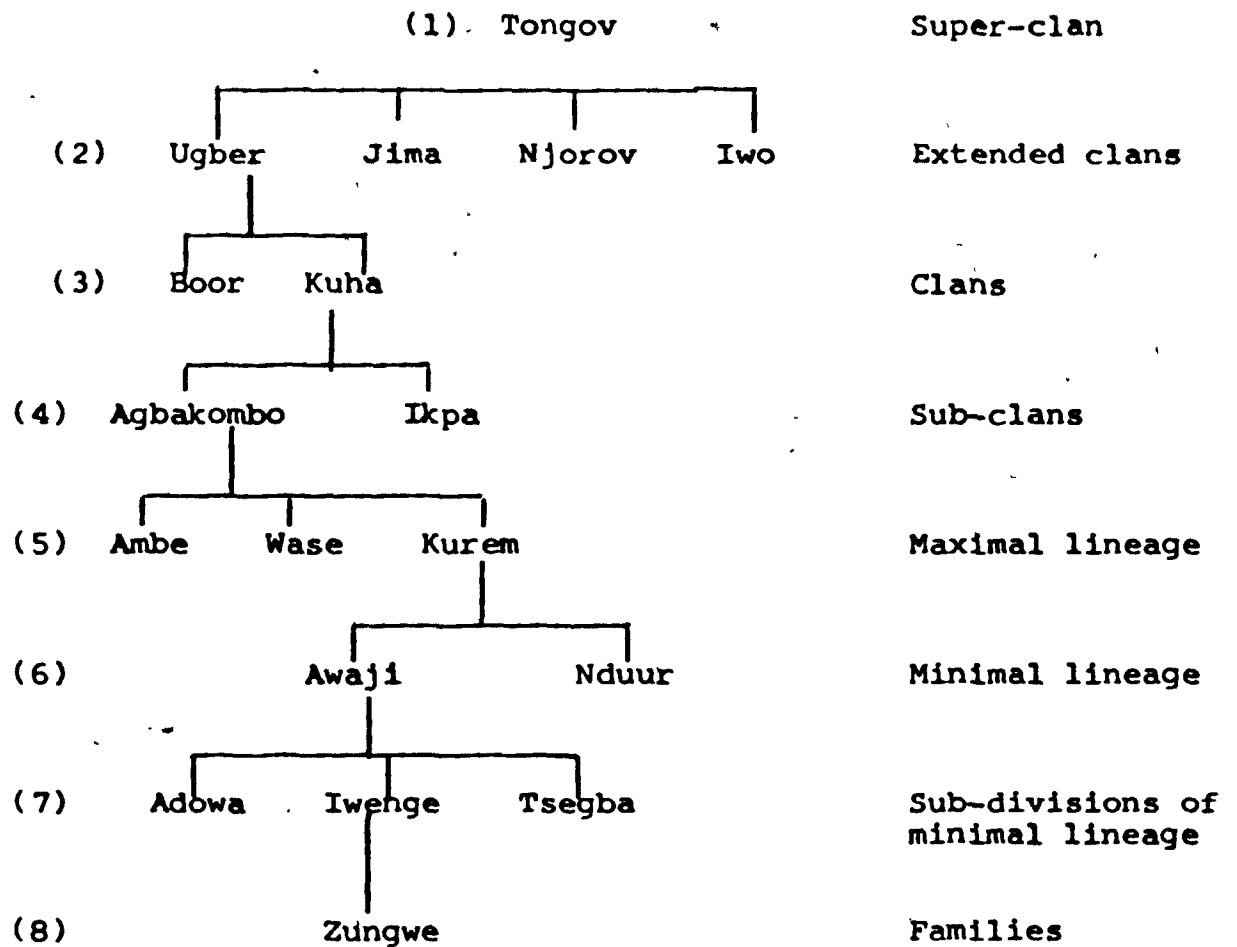 (1) Tongov Super-clan
(2) Ugber Jima Njorov Iwo Extended clans
(3) Boor Kuha Clans
(4) Agbakombo Ikpa Sub-clans
(5) Ambe Wase Kurem Maximal lineage
(6) Awaji Nduur Minimal lineage
(7) Adowa Iwenge Tsegba Sub-divisions of
minimal lineage
(8) Zungwe Families